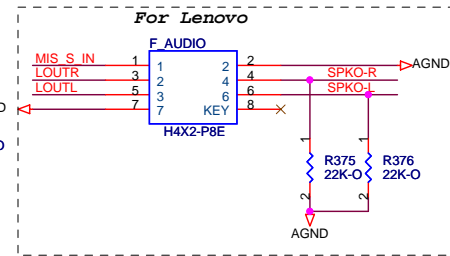 For Lenovo
F_AUDIO
MIS_S_IN 1 1 2 2 AGND
LOUTR 3 2 4 4 SPKO-R
LOUTL 5 3 6 6 SPKO-L
7 7 KEY 8
H4X2-P8E
1 1
R375 R376
22K-O 22K-O
2 2
AGND